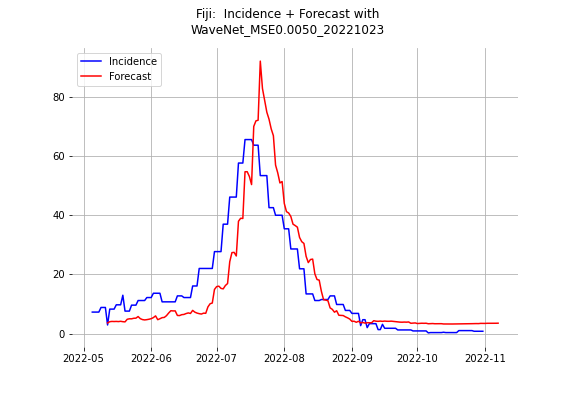 Fiji:  Incidence + Forecast with
WaveNet_MSE0.0050_20221023
Incidence
Forecast
80
60
40
20
0
2022-05 2022-06 2022-07 2022-08 2022-09 2022-10 2022-11